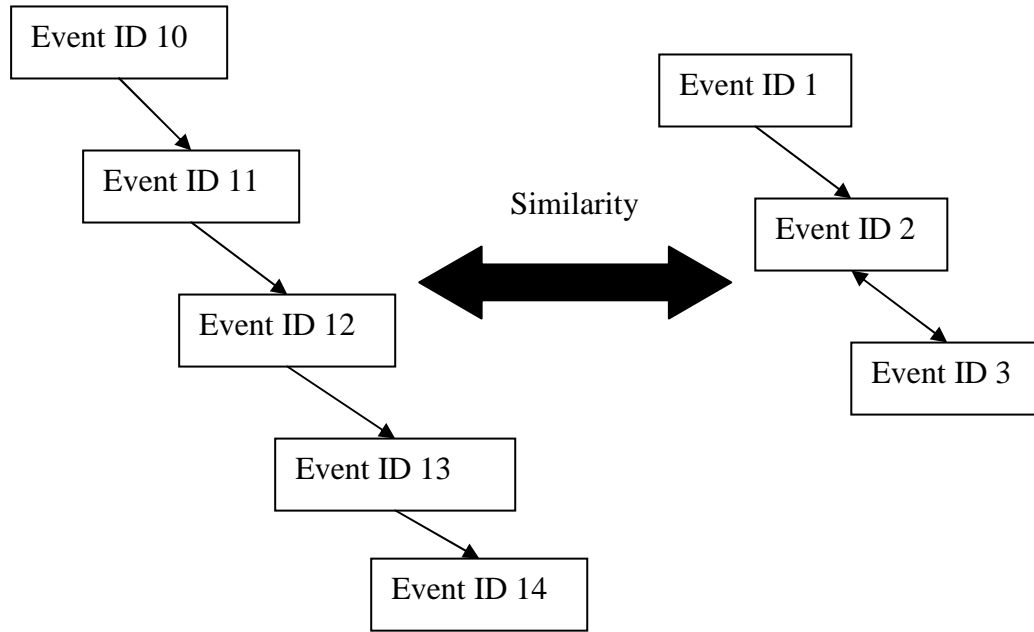 Event ID 10
Event ID 11
Event ID 12
Event ID 13
Event ID 14
Similarity
Event ID 1
Event ID 2
Event ID 3